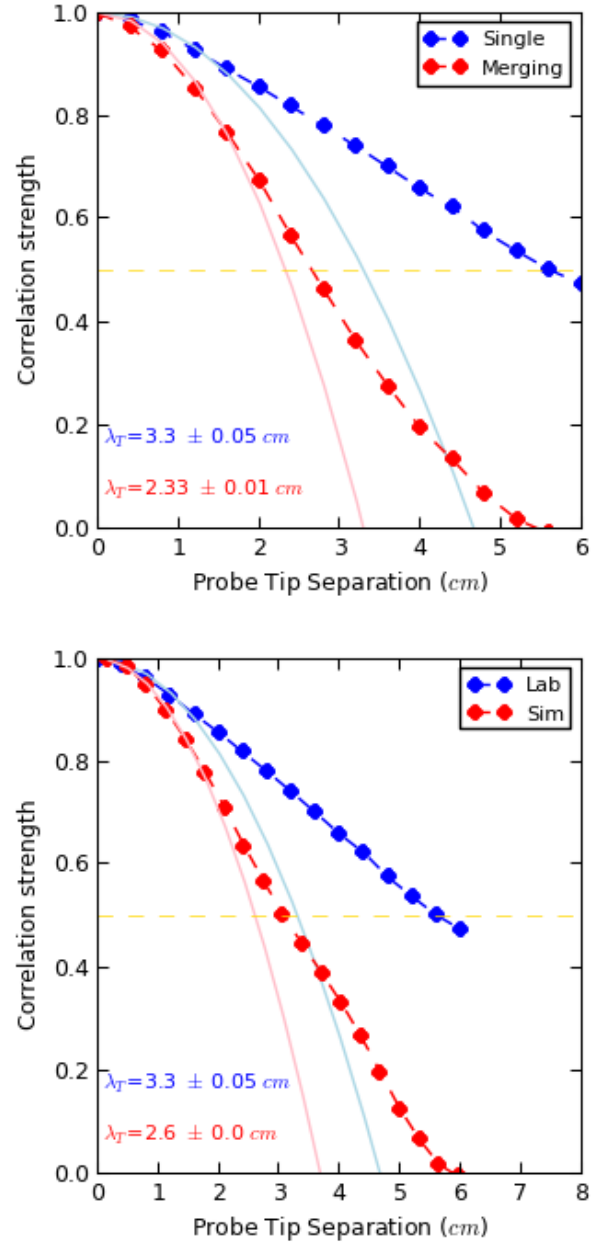 1.0
0.8
0.6
0.4
0.2
0.0
Correlation strength
Single
Merging
λ_T=3.3 ± 0.05 cm
λ_T=2.33 ± 0.01 cm
0 1 2 3 4 5 6
Probe Tip Separation (cm)
1.0
0.8
0.6
0.4
0.2
0.0
Correlation strength
Lab
Sim
λ_T=3.3 ± 0.05 cm
λ_T=2.6 ± 0.0 cm
0 1 2 3 4 5 6 7 8
Probe Tip Separation (cm)